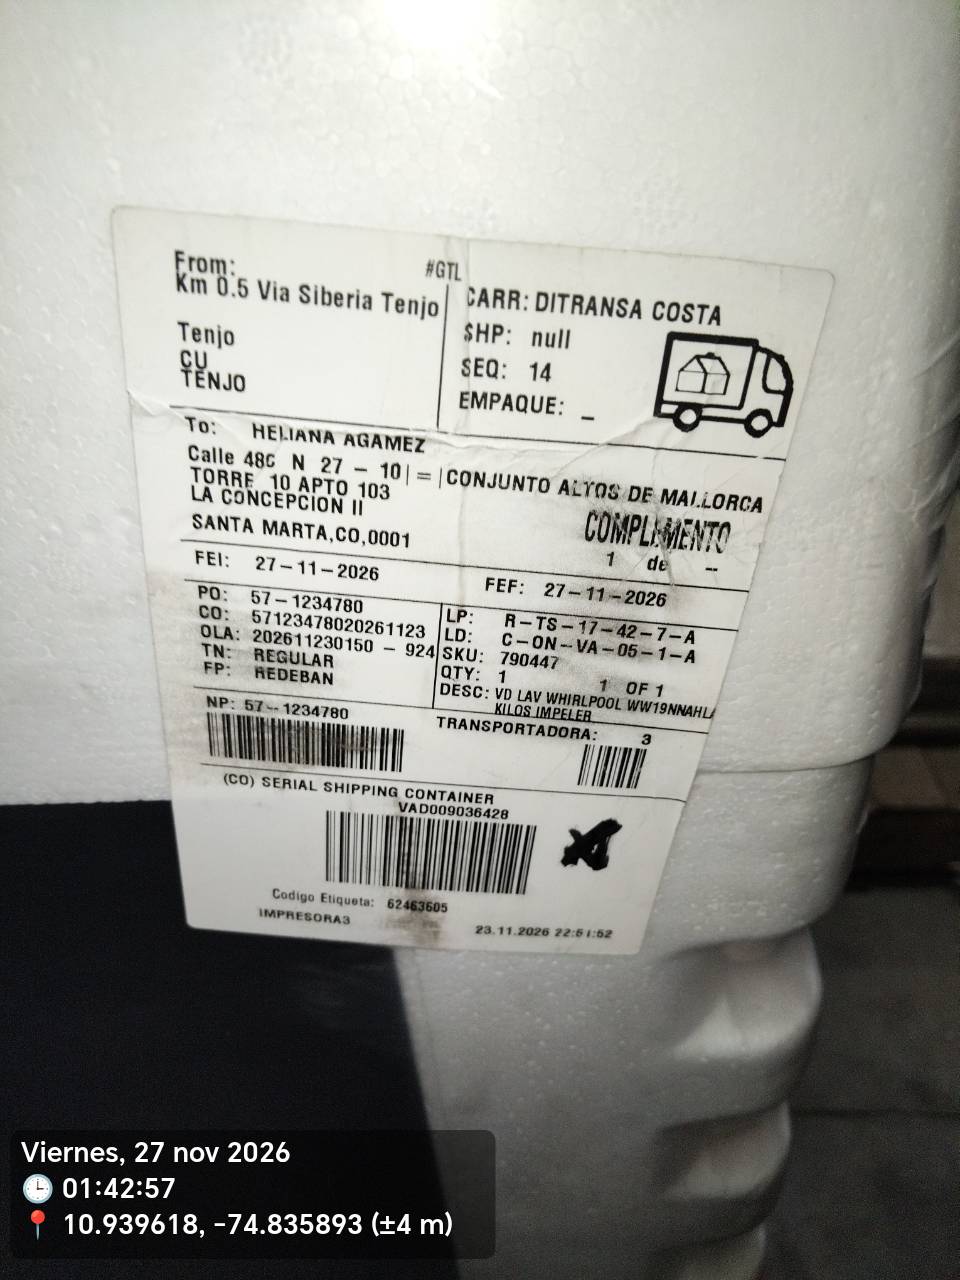 From: #GTL
Km 0.5 Via Siberia Tenjo
Tenjo
CU
TENJO
CARR: DITRANSA COSTA
SHP: null
SEQ: 14
EMPAQUE: _
To: HELIANA AGAMEZ
Calle 48C N 27 - 10|=|CONJUNTO ALTOS DE MALLORCA
TORRE 10 APTO 103
LA CONCEPCION II
SANTA MARTA,CO,0001
COMPLEMENTO
1 de --
FEI: 27-11-2026
FEF: 27-11-2026
PO: 57-1234780
CO: 57123478020261123
OLA: 202611230150 - 924
TN: REGULAR
FP: REDEBAN
LP: R-TS-17-42-7-A
LD: C-ON-VA-05-1-A
SKU: 790447
QTY: 1 1 OF 1
DESC: VD LAV WHIRLPOOL WW19NNAHL
KILOS IMPELER
NP: 57-1234780
TRANSPORTADORA: 3
(CO) SERIAL SHIPPING CONTAINER
VAD009036428
Codigo Etiqueta: 62463605
IMPRESORA3
23.11.2026 22:51:52
Viernes, 27 nov 2026
01:42:57
10.939618, -74.835893 (±4 m)